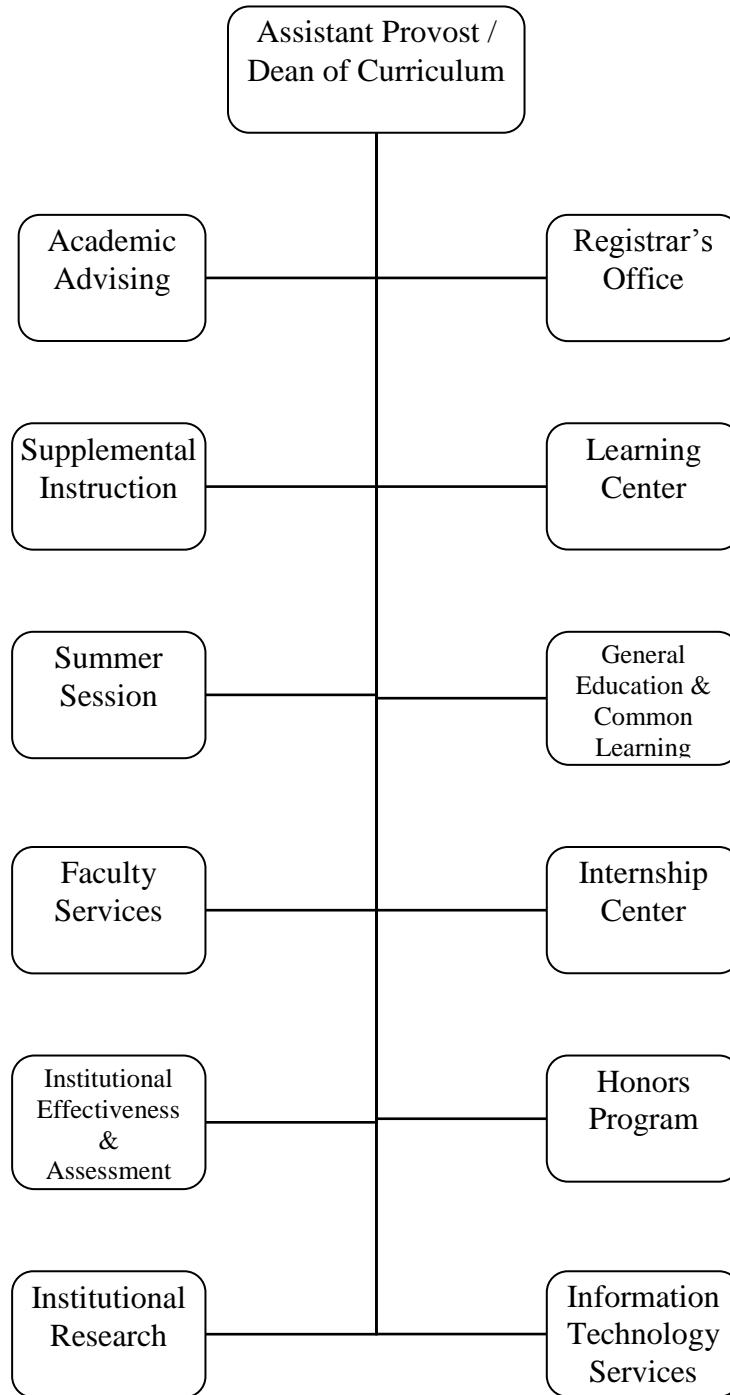 Assistant Provost /
Dean of Curriculum
Academic
Advising
Registrar’s
Office
Supplemental
Instruction
Learning
Center
Summer
Session
General
Education &
Common
Learning
Faculty
Services
Internship
Center
Institutional
Effectiveness
&
Assessment
Honors
Program
Institutional
Research
Information
Technology
Services